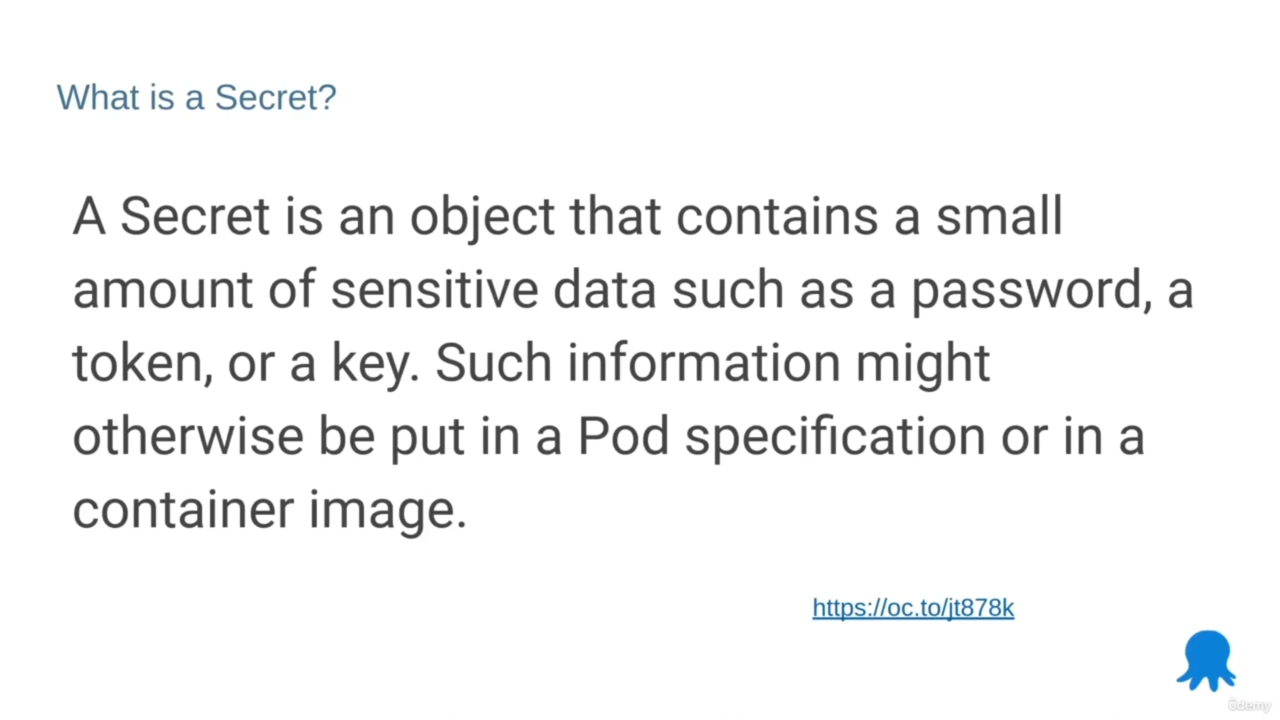 What is a Secret?
A Secret is an object that contains a small
amount of sensitive data such as a password, a
token, or a key. Such information might
otherwise be put in a Pod specification or in a
container image.
https://oc.to/jt878k
ûdemy